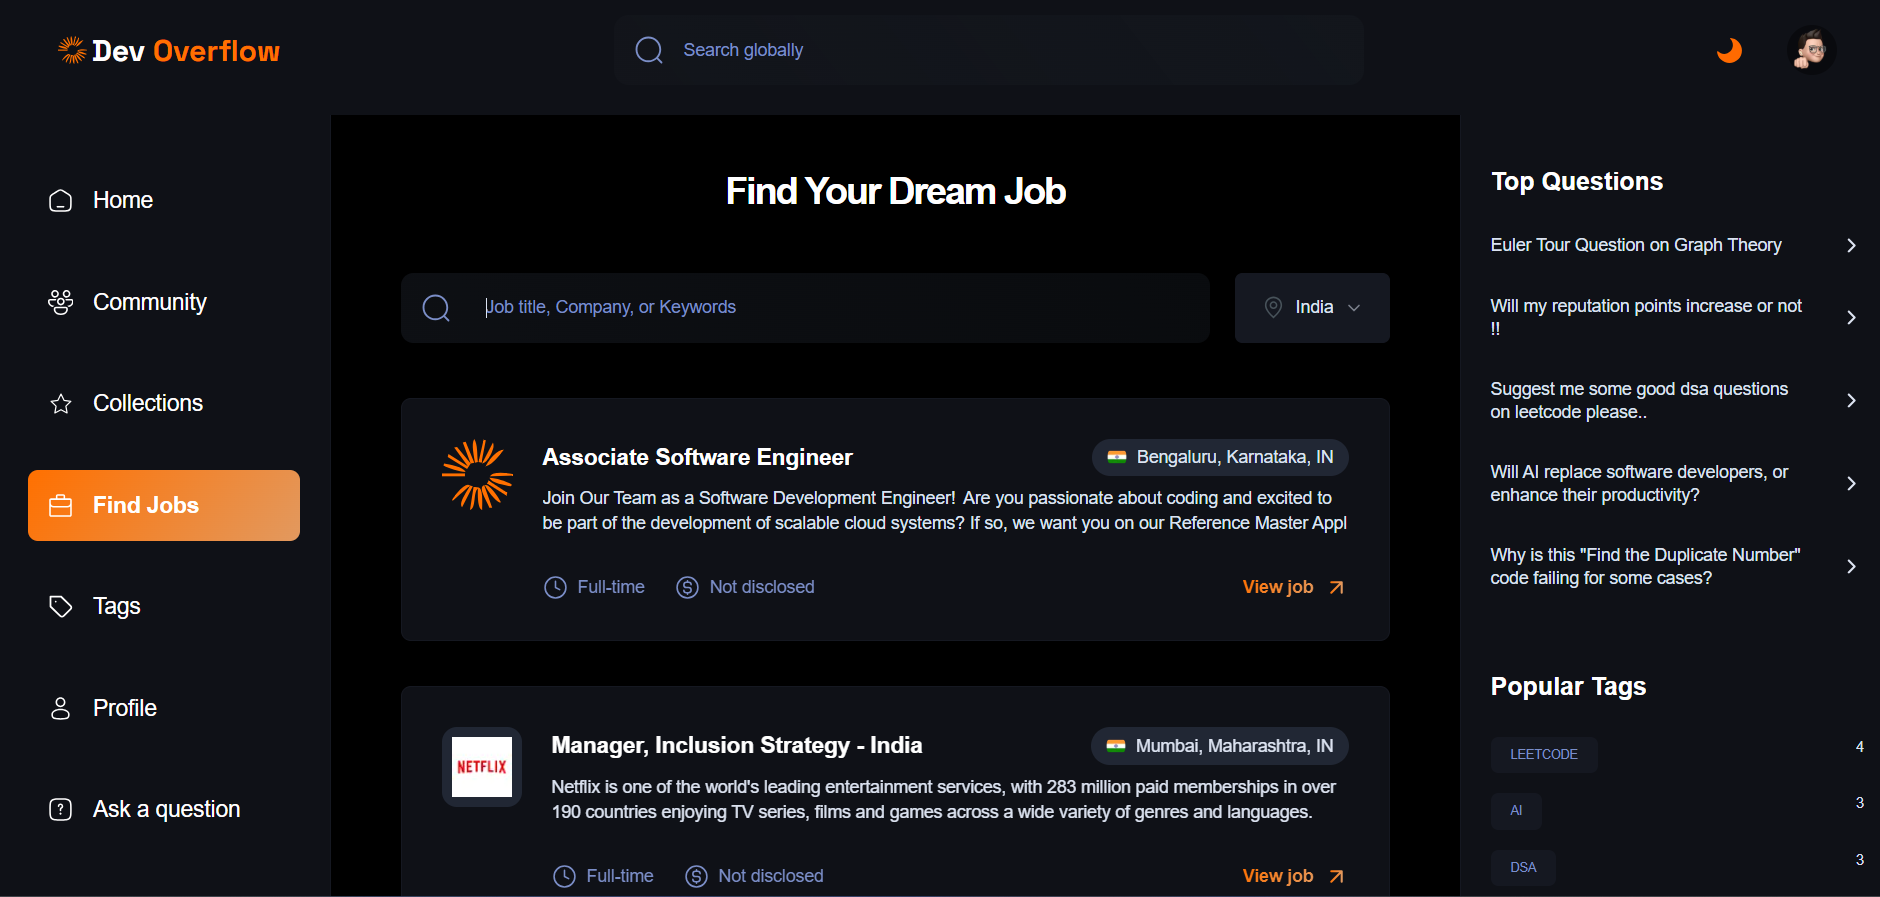 Dev Overflow
Search globally
Home
Community
Collections
Find Jobs
Tags
Profile
Ask a question
Find Your Dream Job
Job title, Company, or Keywords
India
Associate Software Engineer
Bengaluru, Karnataka, IN
Join Our Team as a Software Development Engineer! Are you passionate about coding and excited to
be part of the development of scalable cloud systems? If so, we want you on our Reference Master Appl
Full-time
Not disclosed
View job
NETFLIX
Manager, Inclusion Strategy - India
Mumbai, Maharashtra, IN
Netflix is one of the world's leading entertainment services, with 283 million paid memberships in over
190 countries enjoying TV series, films and games across a wide variety of genres and languages.
Full-time
Not disclosed
View job
Top Questions
Euler Tour Question on Graph Theory
Will my reputation points increase or not
!!
Suggest me some good dsa questions
on leetcode please..
Will AI replace software developers, or
enhance their productivity?
Why is this "Find the Duplicate Number"
code failing for some cases?
Popular Tags
LEETCODE
4
AI
3
DSA
3